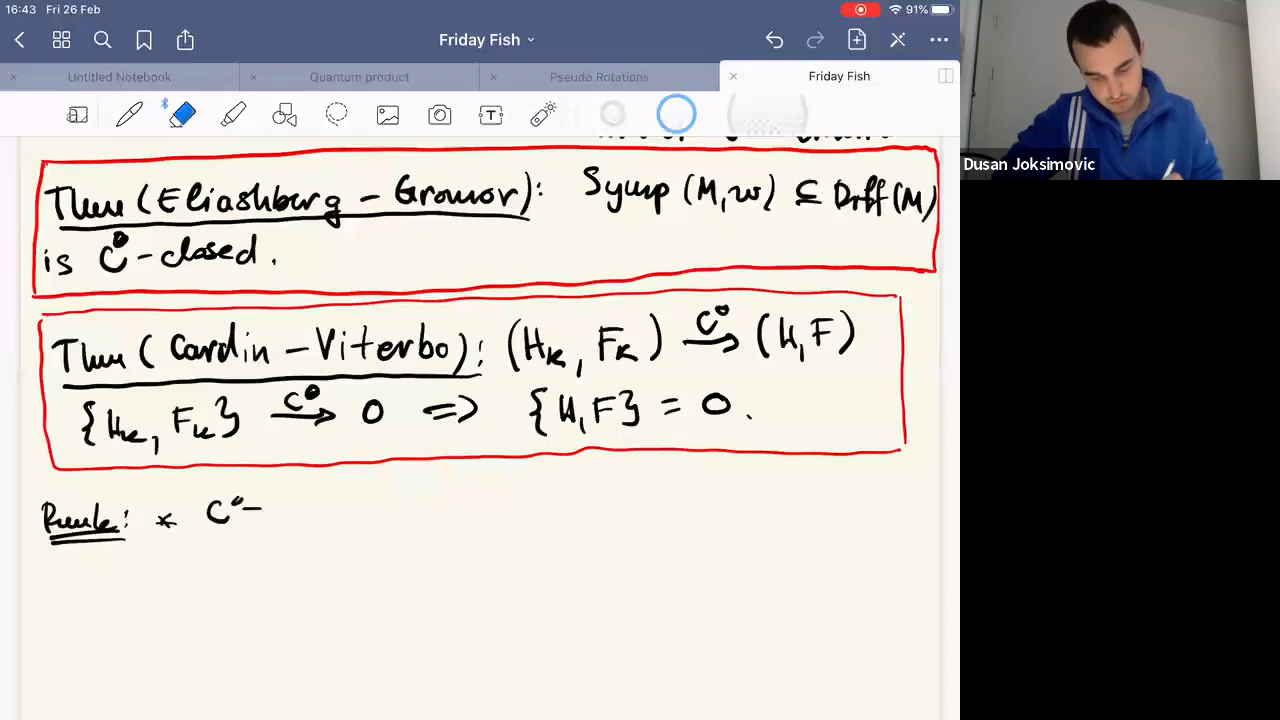 16:43 Fri 26 Feb
91%
Friday Fish
Untitled Notebook
Quantum product
Pseudo Rotations
Friday Fish
Dusan Joksimovic
Thm (Eliashberg - Gromov): Symp (M, ω) ⊆ Diff (M)
is C⁰-closed.
Thm (Cardin - Viterbo): (Hₖ, Fₖ) C⁰→ (H, F)
{Hₖ, Fₖ} C⁰→ 0 => {H, F} = 0.
Rmk: * C⁰-